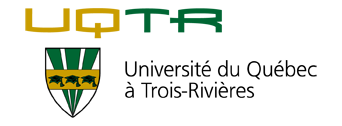 UQTR
Université du Québec
à Trois-Rivières